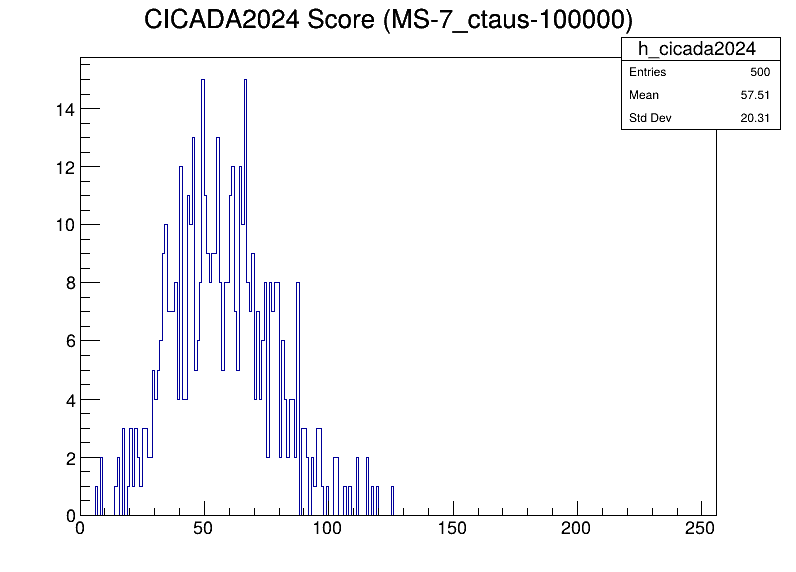 CICADA2024 Score (MS-7_ctaus-100000)
h_cicada2024
Entries 500
Mean 57.51
Std Dev 20.31
14
12
10
8
6
4
2
0
0 50 100 150 200 250